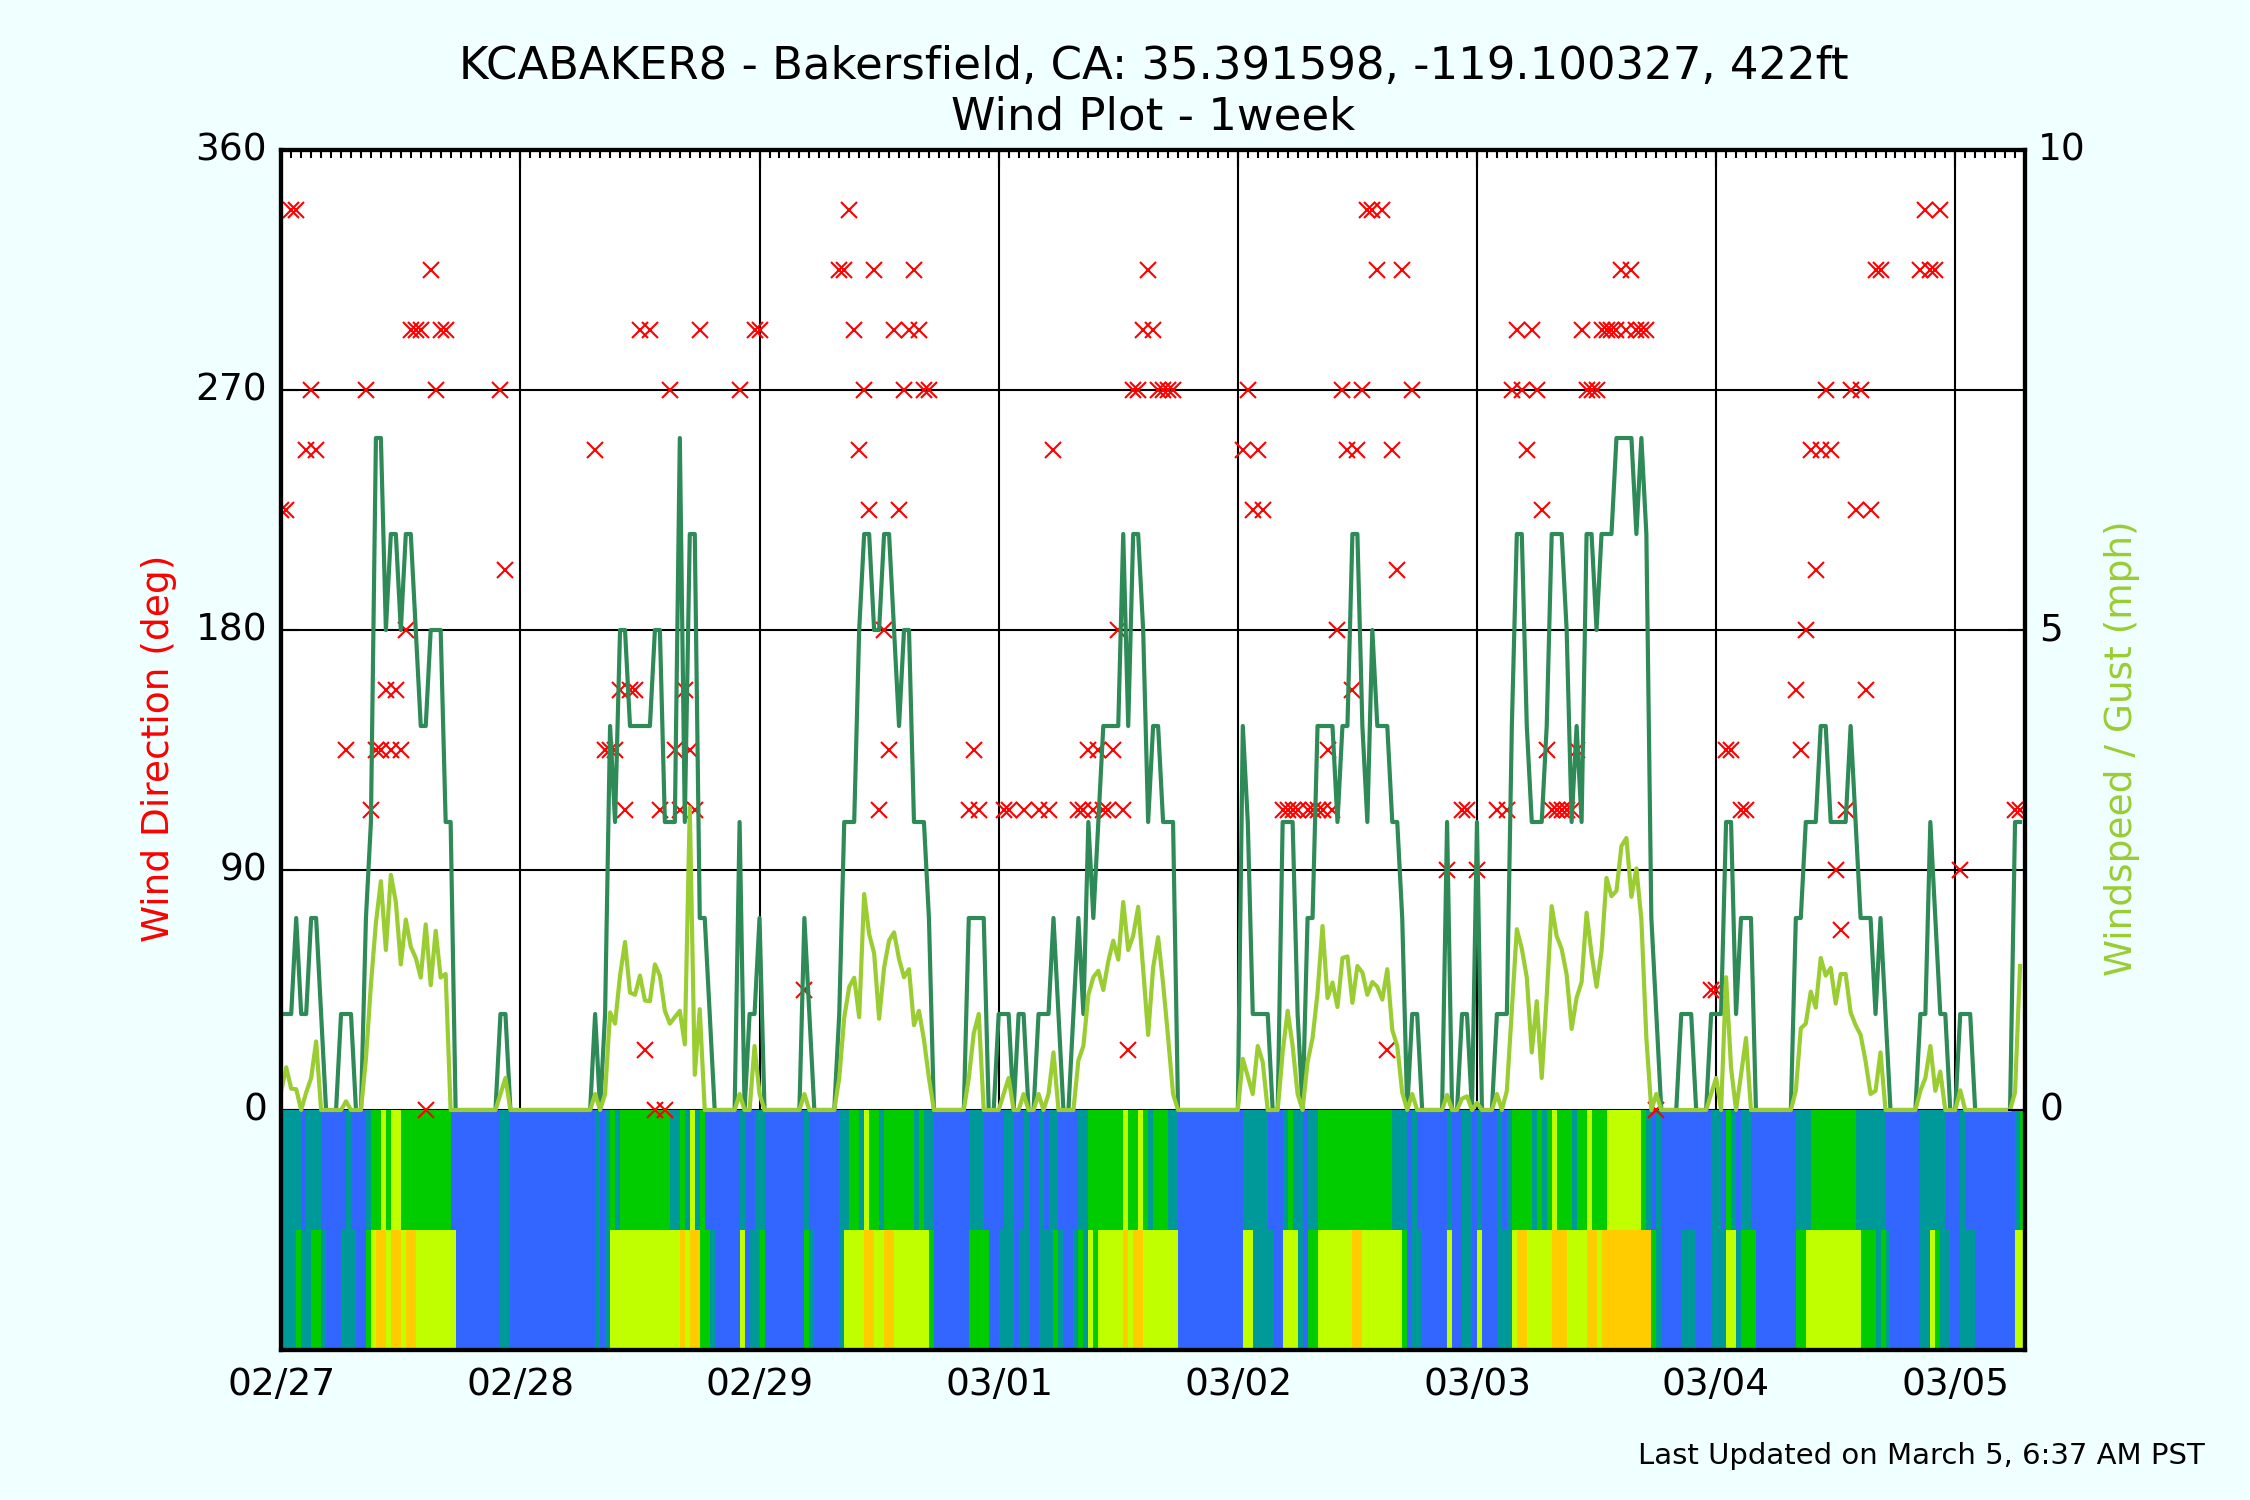 KCABAKER8 - Bakersfield, CA: 35.391598, -119.100327, 422ft
Wind Plot - 1week
360
270
180
90
0
Wind Direction (deg)
10
5
0
Windspeed / Gust (mph)
02/27 02/28 02/29 03/01 03/02 03/03 03/04 03/05
Last Updated on March 5, 6:37 AM PST